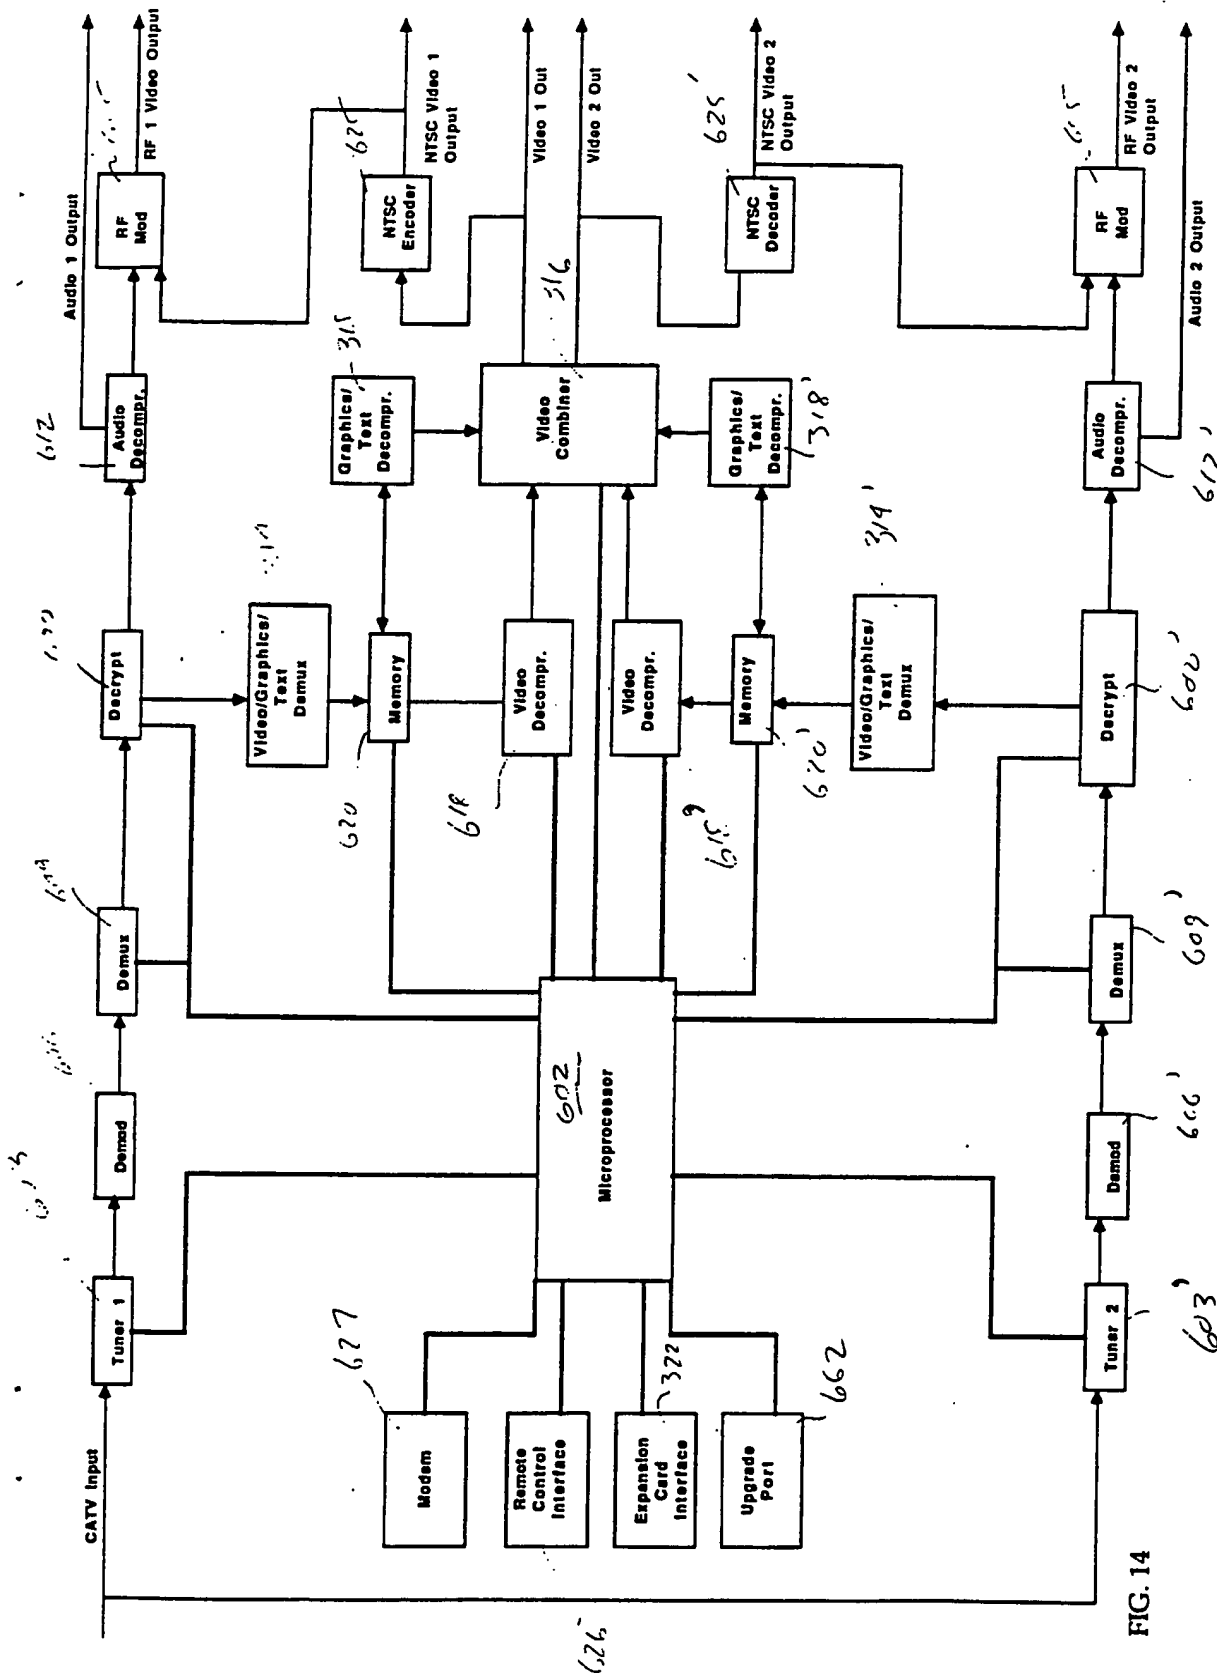 CATV Input
Tuner 1
Demod
Demux
Decrypt
Audio
Decompr.
612
RF
Mod
Audio 1 Output
RF 1 Video Output
Video/Graphics/
Text
Demux
Memory
620
Graphics/
Text
Decompr.
315
NTSC
Encoder
NTSC Video 1
Output
Video
Decompr.
618
Video
Combiner
316
Video 1 Out
Video 2 Out
Modem
627
Remote
Control
Interface
Expansion
Card
Interface
322
Upgrade
Port
662
Microprocessor
602
Video
Decompr.
Memory
620'
Graphics/
Text
Decompr.
318'
NTSC
Decoder
625'
NTSC Video 2
Output
Video/Graphics/
Text
Demux
314'
Tuner 2
603'
Demod
606'
Demux
609'
Decrypt
600'
Audio
Decompr.
612'
RF
Mod
RF Video 2
Output
Audio 2 Output
FIG. 14